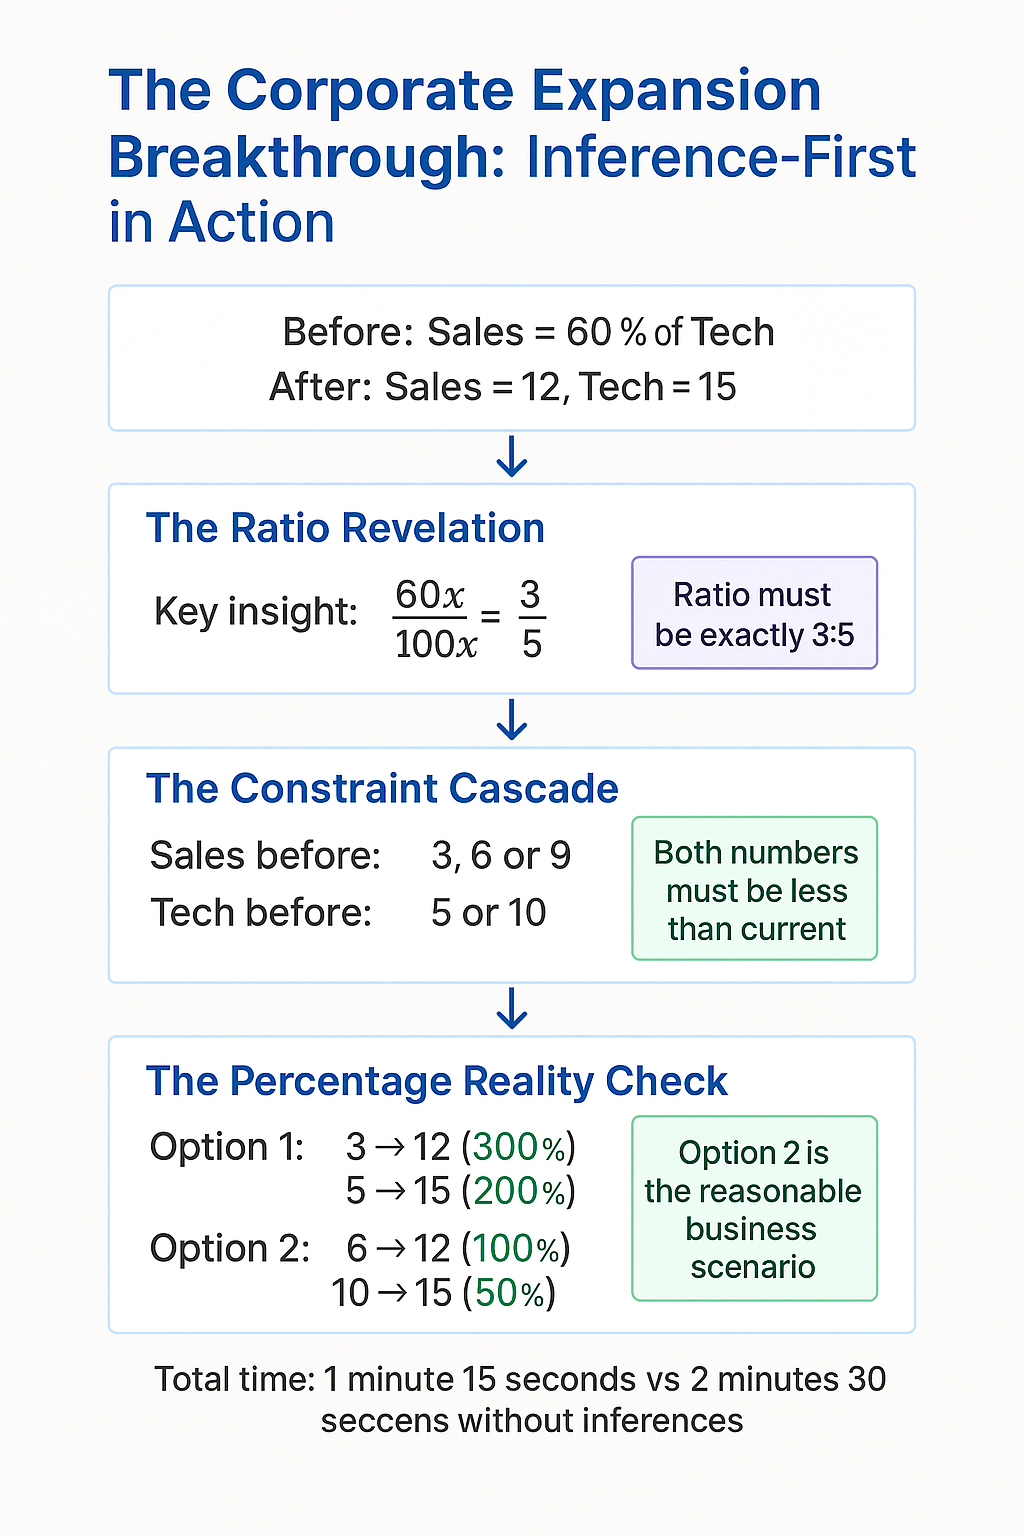 The Corporate Expansion
Breakthrough: Inference-First
in Action
Before: Sales = 60 % of Tech
After: Sales = 12, Tech = 15
The Ratio Revelation
Key insight: 60x/100x = 3/5
Ratio must
be exactly 3:5
The Constraint Cascade
Sales before: 3, 6 or 9
Tech before: 5 or 10
Both numbers
must be less
than current
The Percentage Reality Check
Option 1: 3 → 12 (300%)
5 → 15 (200%)
Option 2: 6 → 12 (100%)
10 → 15 (50%)
Option 2 is
the reasonable
business
scenario
Total time: 1 minute 15 seconds vs 2 minutes 30
seccens without inferences